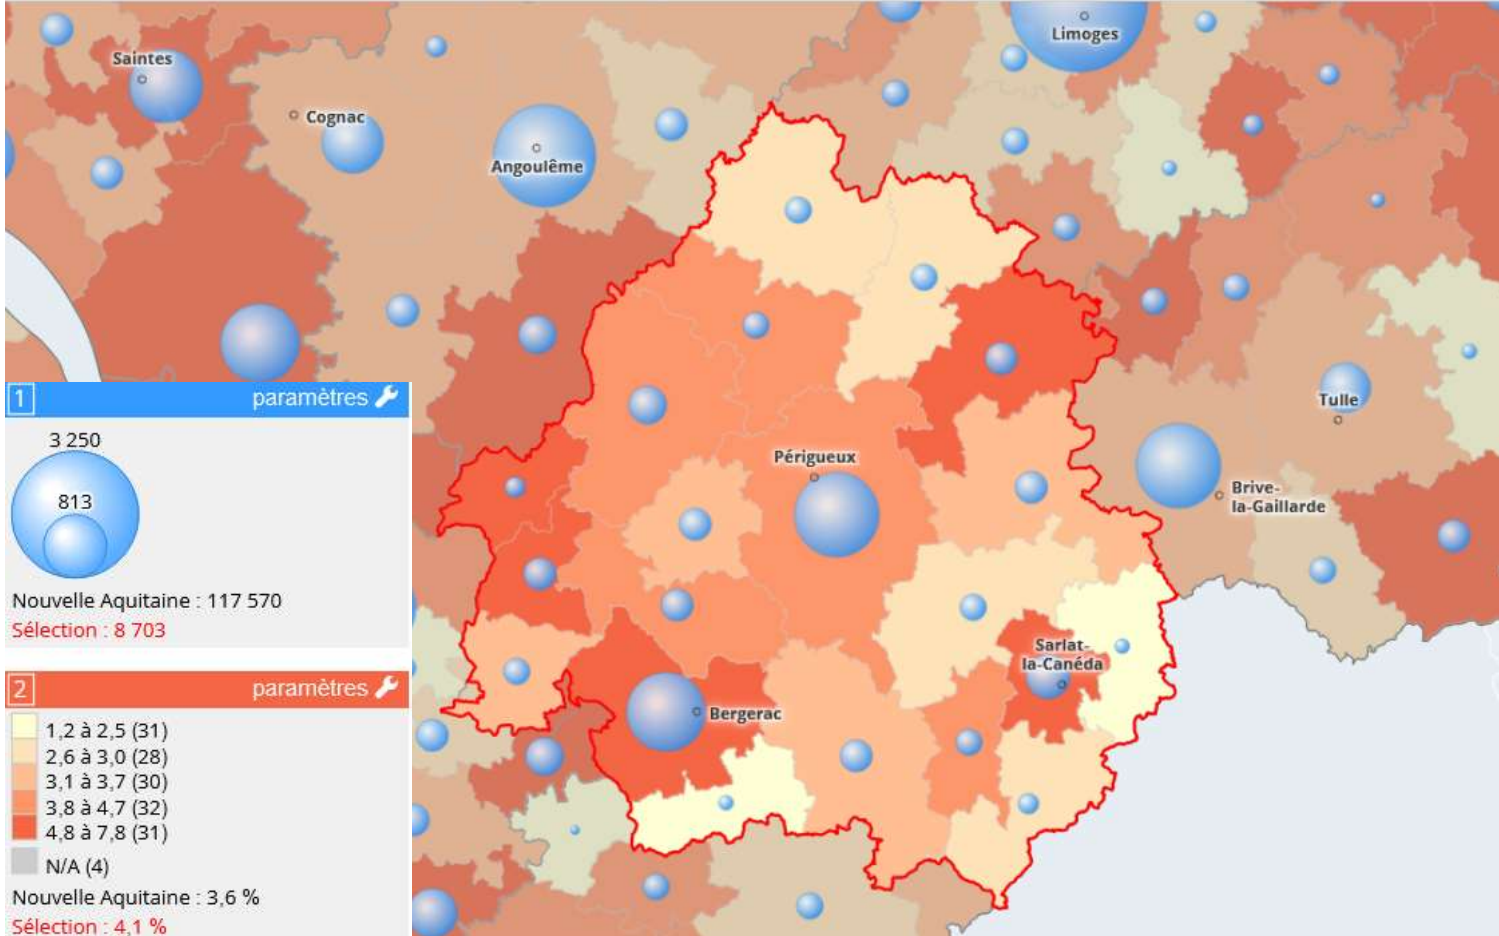 Limoges
Saintes
Cognac
Angoulême
1 paramètres
3 250
813
Nouvelle Aquitaine : 117 570
Sélection : 8 703
2 paramètres
1,2 à 2,5 (31)
2,6 à 3,0 (28)
3,1 à 3,7 (30)
3,8 à 4,7 (32)
4,8 à 7,8 (31)
N/A (4)
Nouvelle Aquitaine : 3,6 %
Sélection : 4,1 %
Tulle
Périgueux
Brive-
la-Gaillarde
Sarlat-
la-Canéda
Bergerac